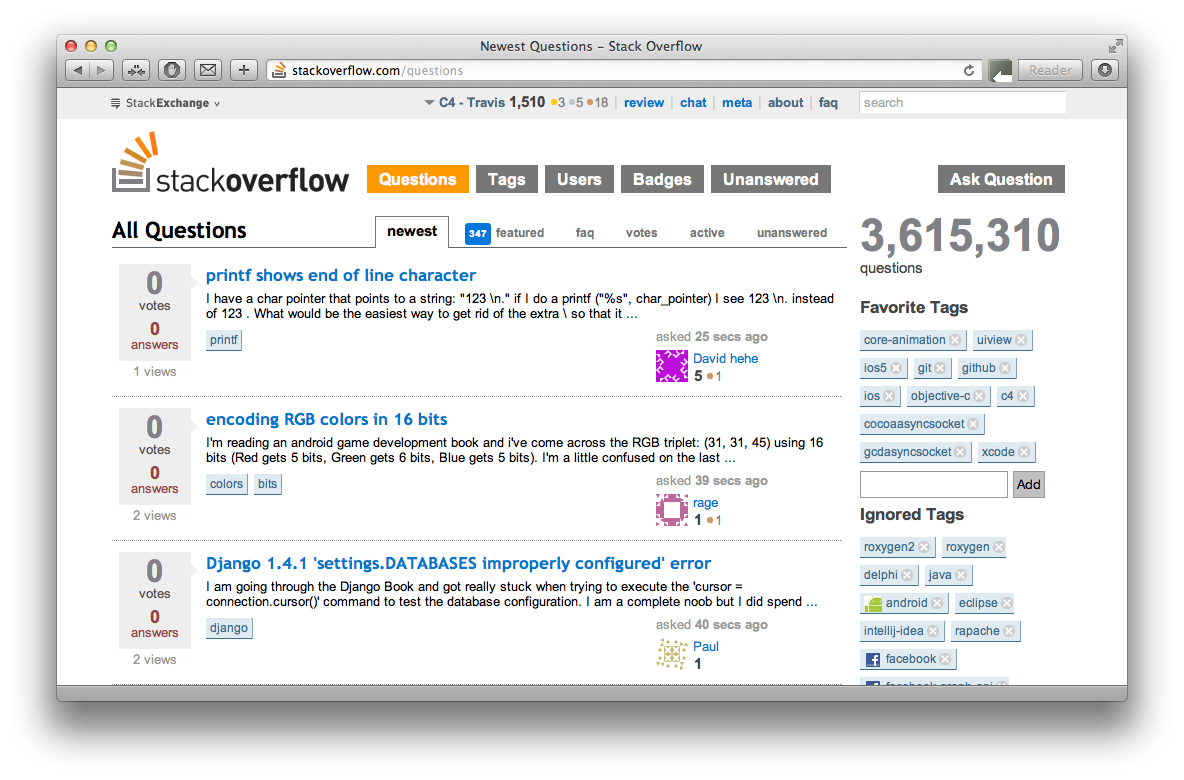 Newest Questions – Stack Overflow
stackoverflow.com/questions
Reader
StackExchange
C4 - Travis 1,510 3 5 18 | review | chat | meta | about | faq
search
stackoverflow
Questions
Tags
Users
Badges
Unanswered
Ask Question
All Questions
newest
347 featured
faq
votes
active
unanswered
3,615,310
questions
0
votes
0
answers
1 views
printf shows end of line character
I have a char pointer that points to a string: "123 \n." if I do a printf ("%s", char_pointer) I see 123 \n. instead
of 123 . What would be the easiest way to get rid of the extra \ so that it ...
printf
asked 25 secs ago
David hehe
5 1
0
votes
0
answers
2 views
encoding RGB colors in 16 bits
I'm reading an android game development book and i've come across the RGB triplet: (31, 31, 45) using 16
bits (Red gets 5 bits, Green gets 6 bits, Blue gets 5 bits). I'm a little confused on the last ...
colors bits
asked 39 secs ago
rage
1 1
0
votes
0
answers
2 views
Django 1.4.1 'settings.DATABASES improperly configured' error
I am going through the Django Book and got really stuck when trying to execute the 'cursor =
connection.cursor()' command to test the database configuration. I am a complete noob but I did spend ...
django
asked 40 secs ago
Paul
1
Favorite Tags
core-animation uiview
ios5 git github
ios objective-c c4
cocoaasyncsocket
gcdasyncsocket xcode
Add
Ignored Tags
roxygen2 roxygen
delphi java
android eclipse
intellij-idea rapache
facebook